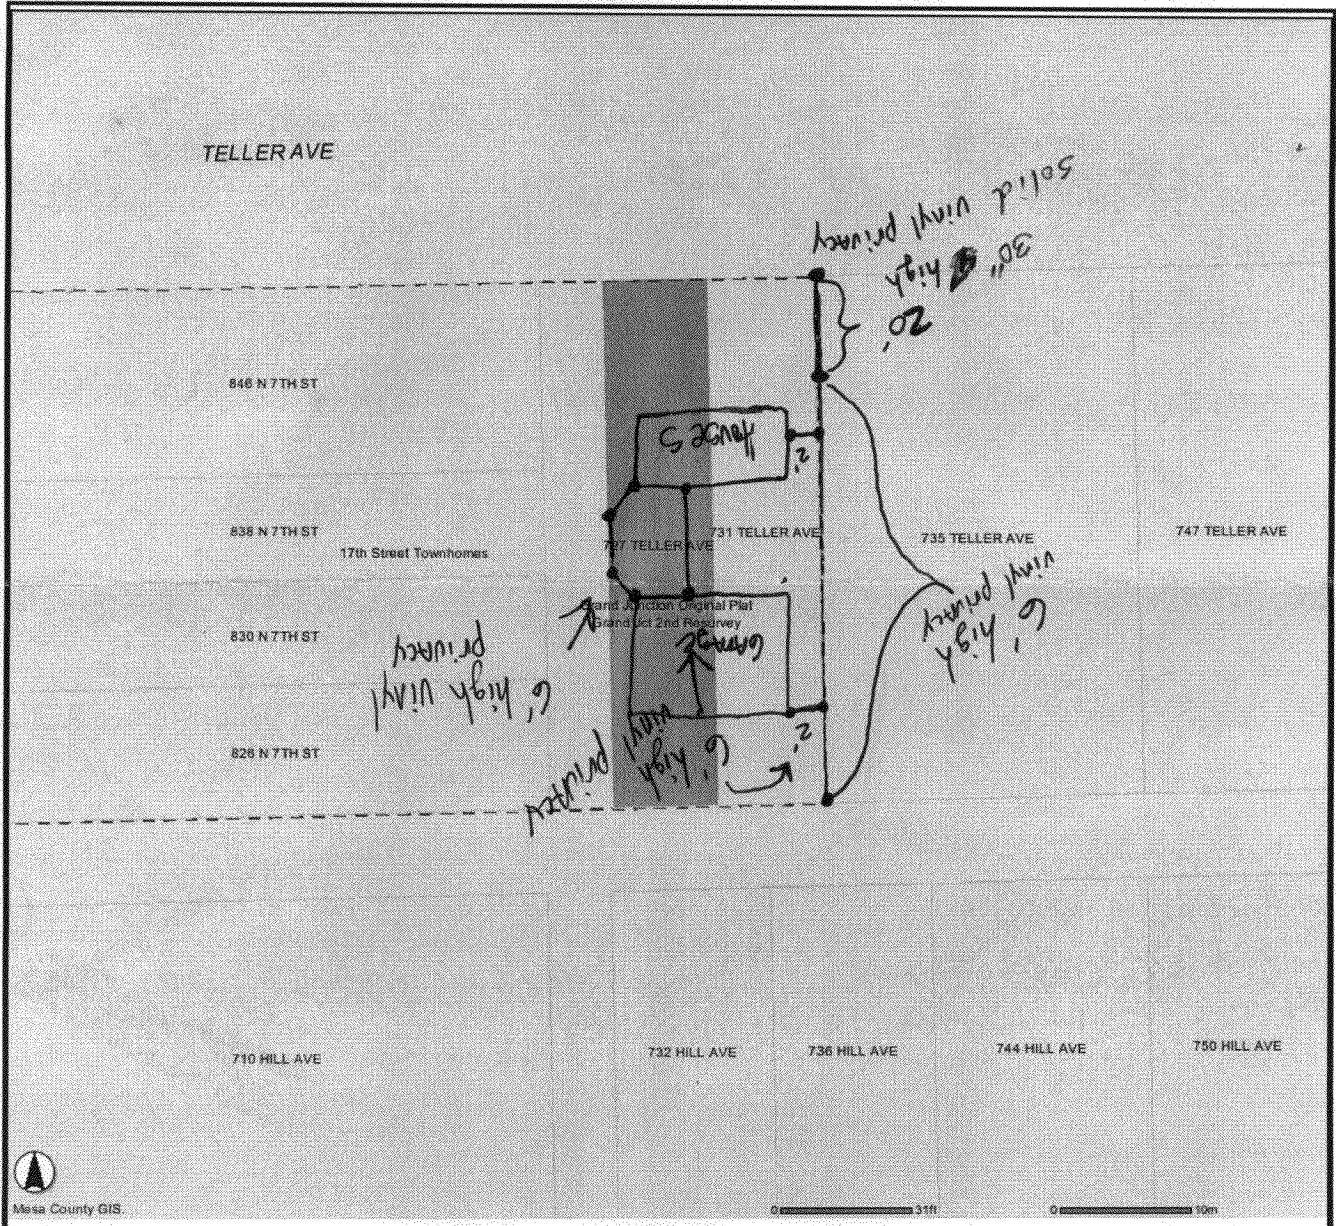 TELLER AVE
Solid vinyl privacy
30" high
20'
846 N 7TH ST
HOUSE
2'
838 N 7TH ST
17th Street Townhomes
727 TELLER AVE
731 TELLER AVE
735 TELLER AVE
747 TELLER AVE
Grand Junction Original Plat
Grand Jct 2nd Resurvey
830 N 7TH ST
GARAGE
6' high
vinyl privacy
6' high vinyl
privacy
826 N 7TH ST
6' high
vinyl
privacy
2'
710 HILL AVE
732 HILL AVE
736 HILL AVE
744 HILL AVE
750 HILL AVE
Mesa County GIS.
0 31ft
0 10m